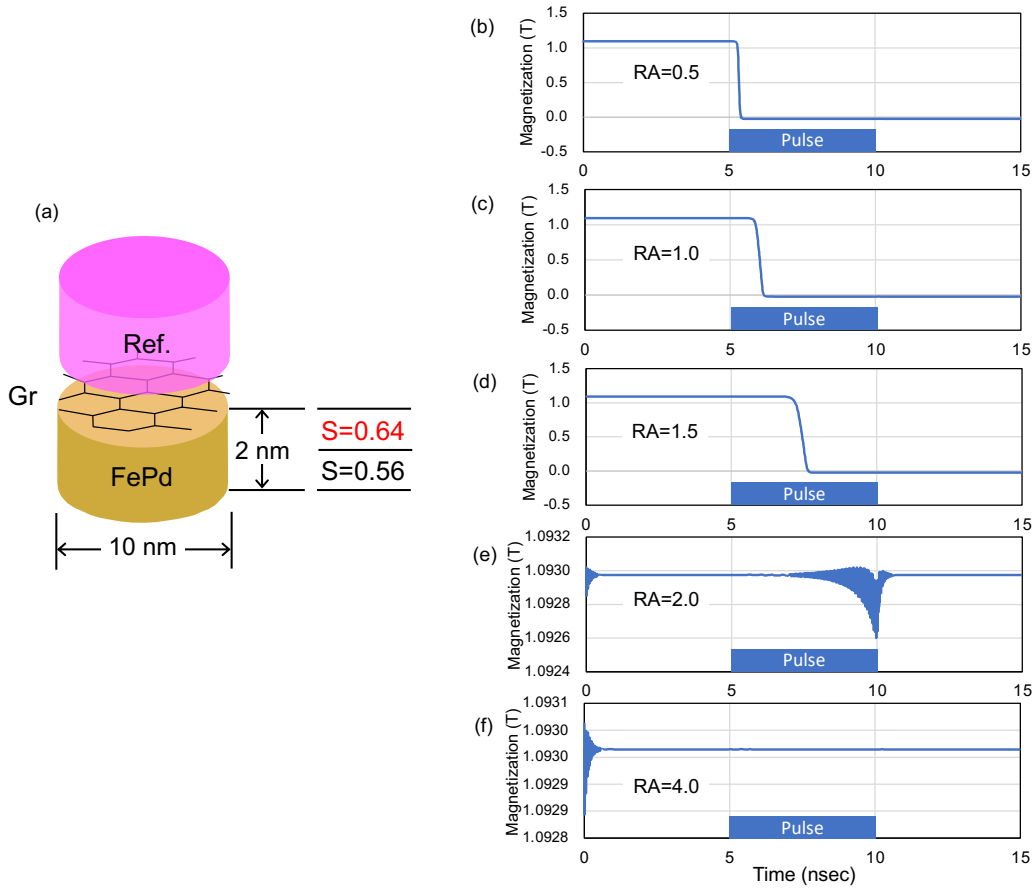 (a)
Ref.
Gr
2 nm
S=0.64
S=0.56
FePd
10 nm
(b)
Magnetization (T)
1.5
1.0
0.5
0.0
-0.5
RA=0.5
Pulse
0 5 10 15
(c)
Magnetization (T)
1.5
1.0
0.5
0.0
-0.5
RA=1.0
Pulse
0 5 10 15
(d)
Magnetization (T)
1.5
1.0
0.5
0.0
-0.5
RA=1.5
Pulse
0 5 10 15
(e)
Magnetization (T)
1.0932
1.0930
1.0928
1.0926
1.0924
RA=2.0
Pulse
0 5 10 15
(f)
Magnetization (T)
1.0931
1.0930
1.0930
1.0929
1.0929
1.0928
RA=4.0
Pulse
0 5 10 15
Time (nsec)